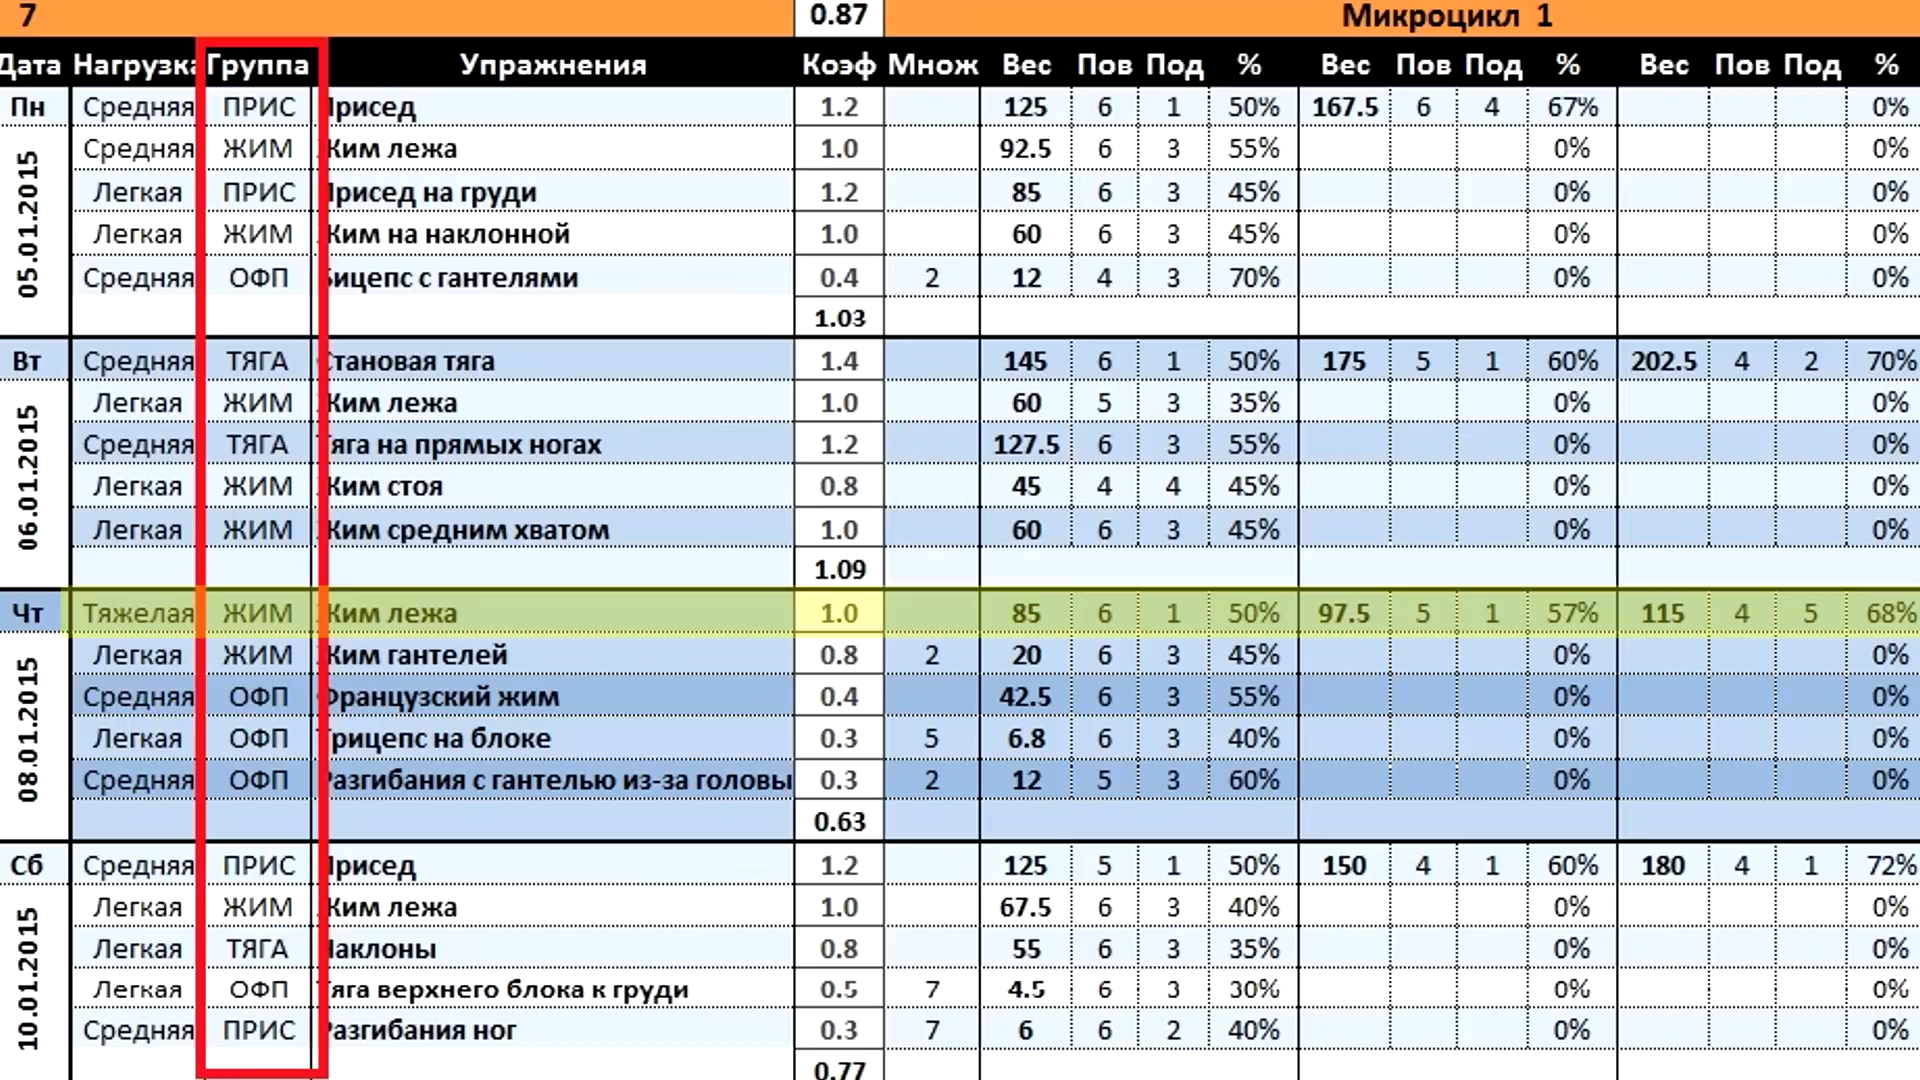 7 0.87 Микроцикл 1
Дата Нагрузка Группа Упражнения Коэф Множ Вес Пов Под % Вес Пов Под % Вес Пов Под %
Пн Средняя ПРИС Присед 1.2 125 6 1 50% 167.5 6 4 67% 0%
05.01.2015
Средняя ЖИМ Жим лежа 1.0 92.5 6 3 55% 0% 0%
Легкая ПРИС Присед на груди 1.2 85 6 3 45% 0% 0%
Легкая ЖИМ Жим на наклонной 1.0 60 6 3 45% 0% 0%
Средняя ОФП Бицепс с гантелями 0.4 2 12 4 3 70% 0% 0%
1.03
Вт Средняя ТЯГА Становая тяга 1.4 145 6 1 50% 175 5 1 60% 202.5 4 2 70%
06.01.2015
Легкая ЖИМ Жим лежа 1.0 60 5 3 35% 0% 0%
Средняя ТЯГА Тяга на прямых ногах 1.2 127.5 6 3 55% 0% 0%
Легкая ЖИМ Жим стоя 0.8 45 4 4 45% 0% 0%
Легкая ЖИМ Жим средним хватом 1.0 60 6 3 45% 0% 0%
1.09
Чт Тяжелая ЖИМ Жим лежа 1.0 85 6 1 50% 97.5 5 1 57% 115 4 5 68%
08.01.2015
Легкая ЖИМ Жим гантелей 0.8 2 20 6 3 45% 0% 0%
Средняя ОФП Французский жим 0.4 42.5 6 3 55% 0% 0%
Легкая ОФП Трицепс на блоке 0.3 5 6.8 6 3 40% 0% 0%
Средняя ОФП Разгибания с гантелью из-за головы 0.3 2 12 5 3 60% 0% 0%
0.63
Сб Средняя ПРИС Присед 1.2 125 5 1 50% 150 4 1 60% 180 4 1 72%
10.01.2015
Легкая ЖИМ Жим лежа 1.0 67.5 6 3 40% 0% 0%
Легкая ТЯГА Наклоны 0.8 55 6 3 35% 0% 0%
Легкая ОФП Тяга верхнего блока к груди 0.5 7 4.5 6 3 30% 0% 0%
Средняя ПРИС Разгибания ног 0.3 7 6 6 2 40% 0% 0%
0.77